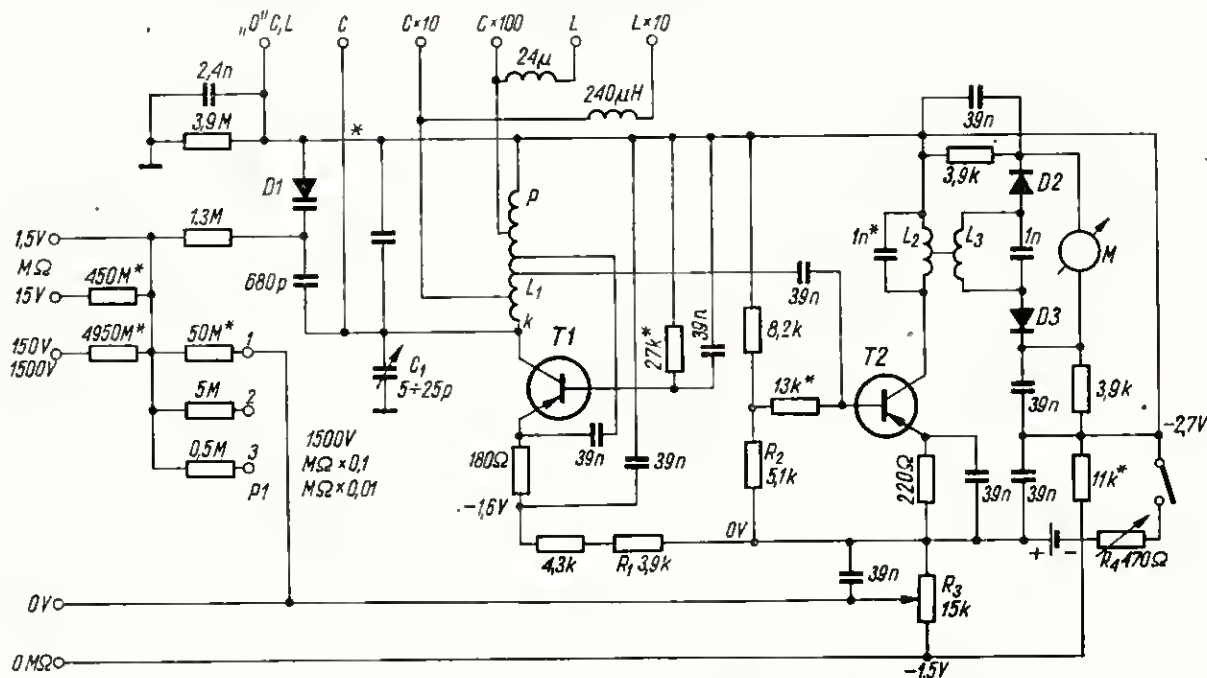 „0"C,L C C×10 C×100 L L×10
24μ
240μH
2,4n
3,9M
*
D1
1.3M
680p
1,5V
MΩ
450M*
15V
4950M*
150V
1500V
50M* 1
5M 2
0,5M 3
P1
1500V
MΩ×0,1
MΩ×0,01
C1
5÷25p
p
L1
k
T1
180Ω
39n
39n
-1,6V
27k*
39n
39n
8,2k
13k*
R2
5,1k
4,3k
R1 3,9k
0V
39n
3,9k
1n*
L2
L3
1n
D2
D3
M
T2
220Ω
39n
39n
39n
3,9k
-2,7V
11k*
+ -
R4 470Ω
39n
R3
15k
-1.5V
0V
0MΩ